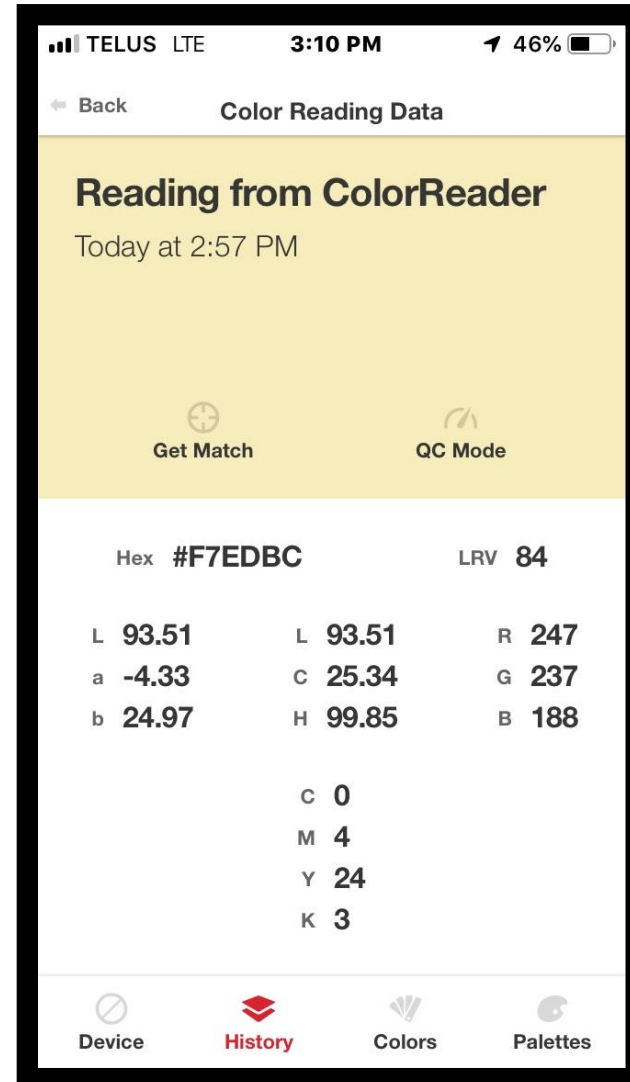 TELUS LTE 3:10 PM 46%
Back Color Reading Data
Reading from ColorReader
Today at 2:57 PM
Get Match QC Mode
Hex #F7EDBC LRV 84
L 93.51 L 93.51 R 247
a -4.33 C 25.34 G 237
b 24.97 H 99.85 B 188
C 0
M 4
Y 24
K 3
Device History Colors Palettes